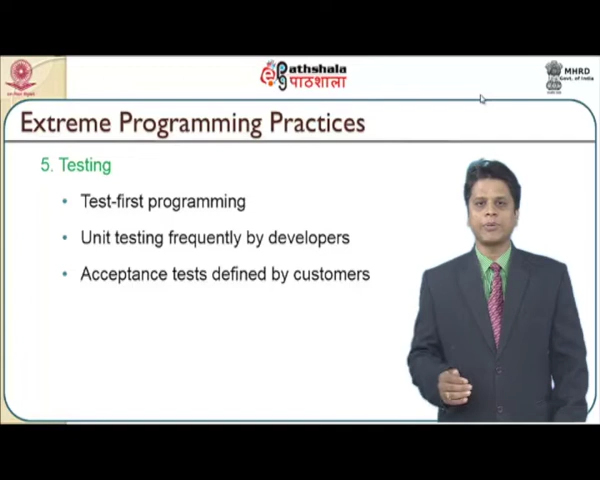 ePathshala
पाठशाला
MHRD
Govt. of India
Extreme Programming Practices
5. Testing
• Test-first programming
• Unit testing frequently by developers
• Acceptance tests defined by customers